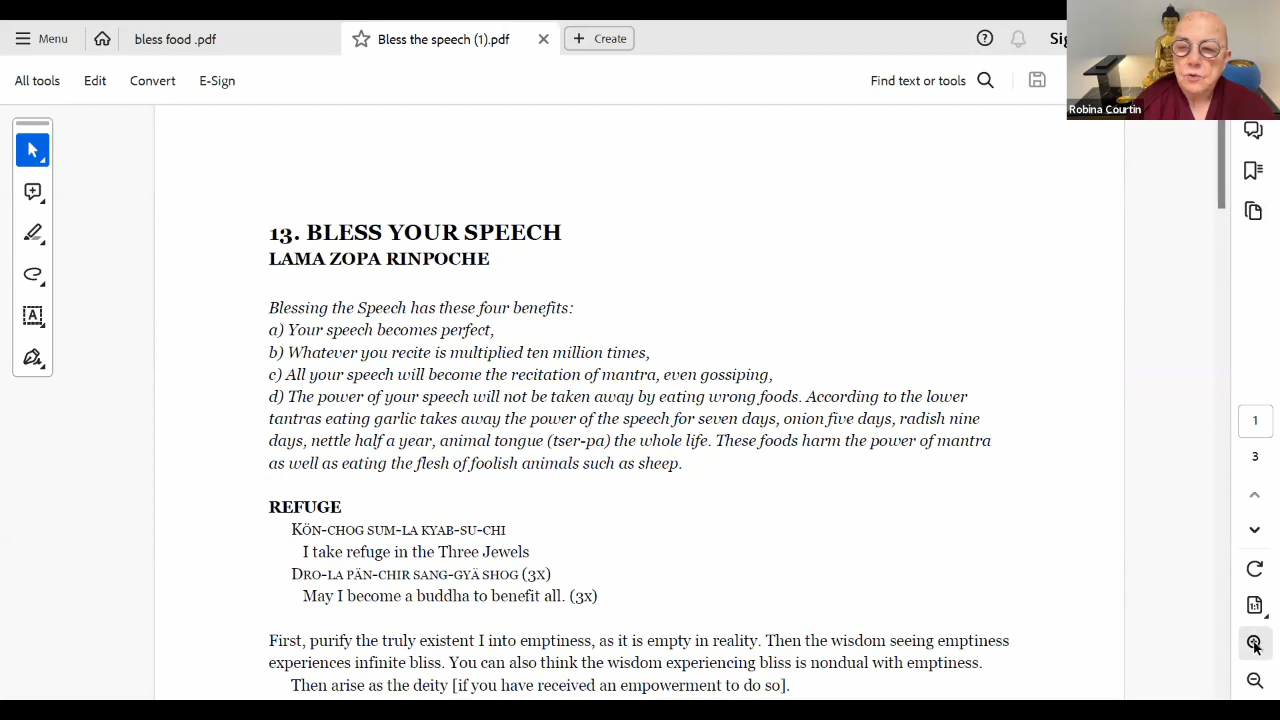 Menu
bless food .pdf
Bless the speech (1).pdf
Create
Sig
All tools
Edit
Convert
E-Sign
Find text or tools
Robina Courtin
13. BLESS YOUR SPEECH
LAMA ZOPA RINPOCHE
Blessing the Speech has these four benefits:
a) Your speech becomes perfect,
b) Whatever you recite is multiplied ten million times,
c) All your speech will become the recitation of mantra, even gossiping,
d) The power of your speech will not be taken away by eating wrong foods. According to the lower
tantras eating garlic takes away the power of the speech for seven days, onion five days, radish nine
days, nettle half a year, animal tongue (tser-pa) the whole life. These foods harm the power of mantra
as well as eating the flesh of foolish animals such as sheep.
REFUGE
KÖN-CHOG SUM-LA KYAB-SU-CHI
I take refuge in the Three Jewels
DRO-LA PÄN-CHIR SANG-GYÄ SHOG (3X)
May I become a buddha to benefit all. (3x)
First, purify the truly existent I into emptiness, as it is empty in reality. Then the wisdom seeing emptiness
experiences infinite bliss. You can also think the wisdom experiencing bliss is nondual with emptiness.
Then arise as the deity [if you have received an empowerment to do so].
1
3
1:1